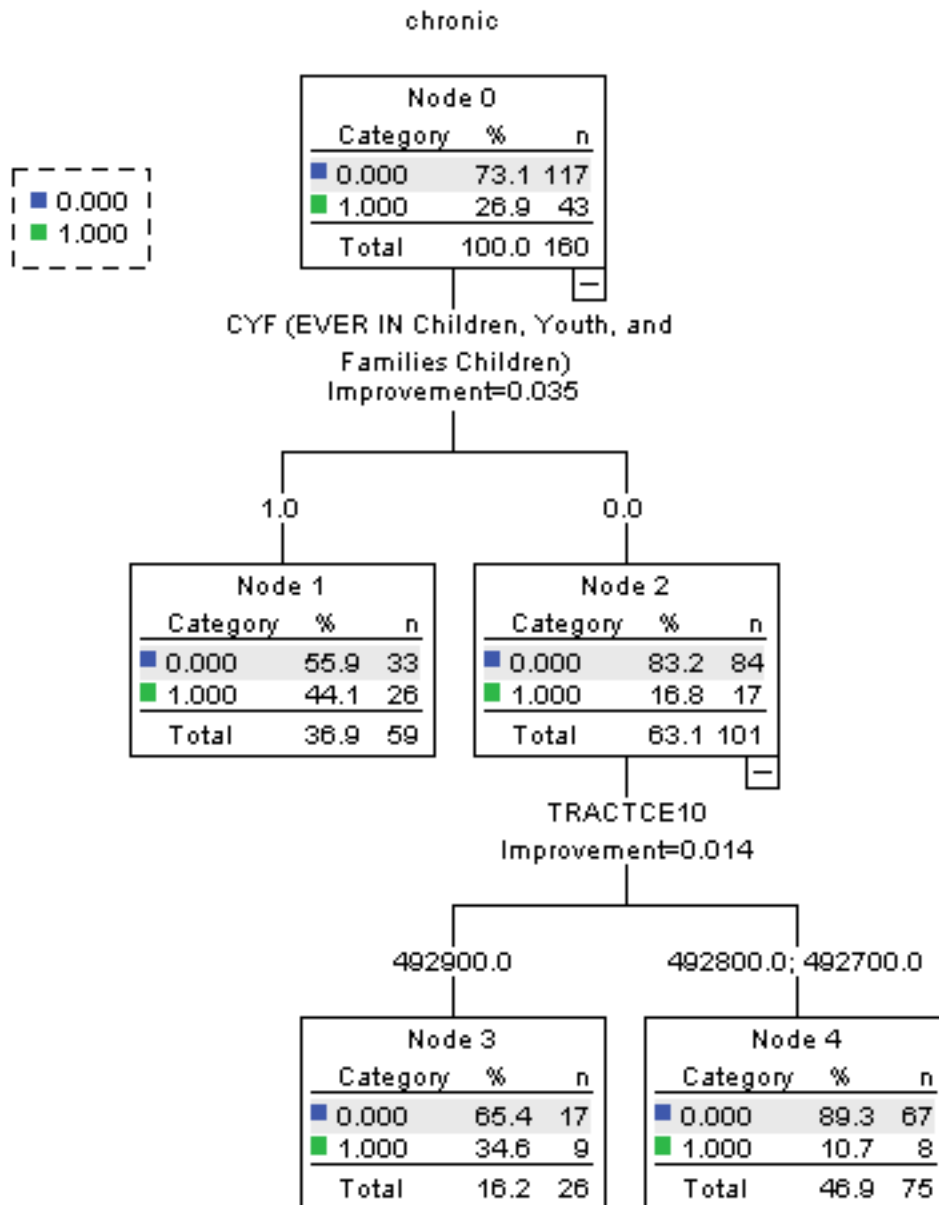 chronic
Node 0
Category % n
0.000 73.1 117
1.000 26.9 43
Total 100.0 160
0.000
1.000
CYF (EVER IN Children, Youth, and
Families Children)
Improvement=0.035
1.0
0.0
Node 1
Category % n
0.000 55.9 33
1.000 44.1 26
Total 36.9 59
Node 2
Category % n
0.000 83.2 84
1.000 16.8 17
Total 63.1 101
TRACTCE10
Improvement=0.014
492900.0
492800.0; 492700.0
Node 3
Category % n
0.000 65.4 17
1.000 34.6 9
Total 16.2 26
Node 4
Category % n
0.000 89.3 67
1.000 10.7 8
Total 46.9 75